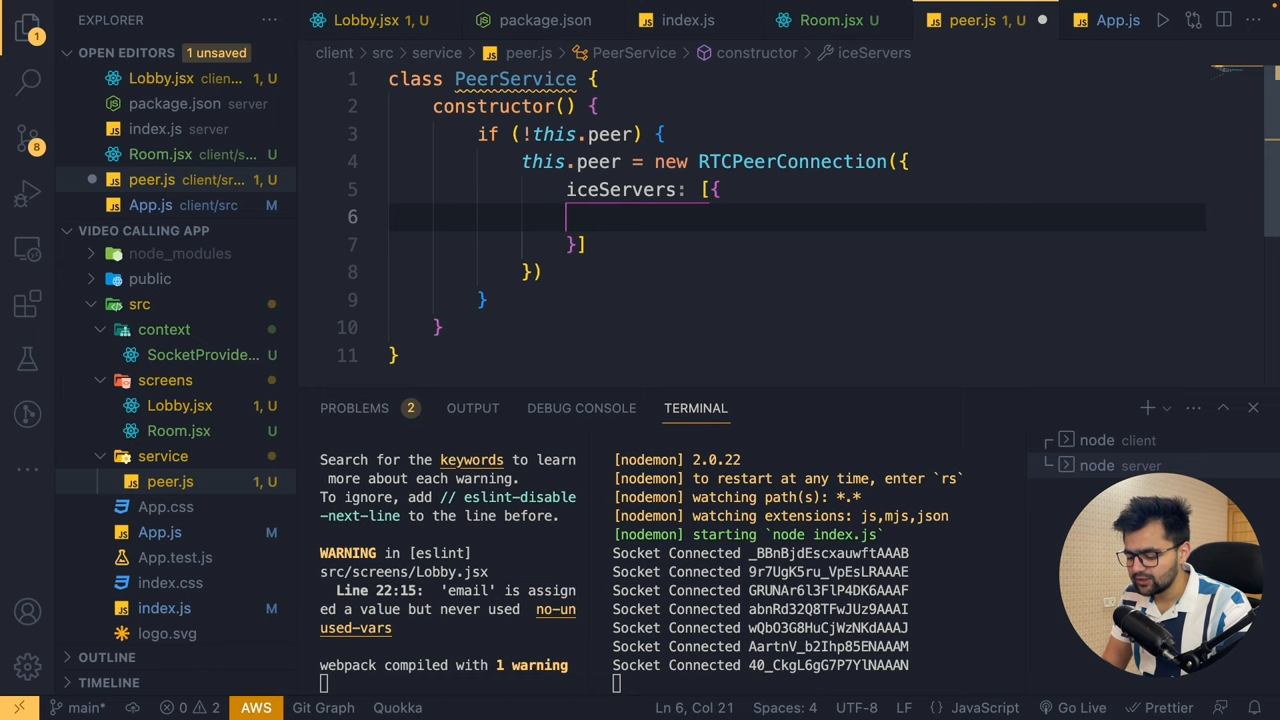 EXPLORER
OPEN EDITORS 1 unsaved
Lobby.jsx clien... 1, U
package.json server
index.js server
Room.jsx client/s... U
peer.js client/sr... 1, U
App.js client/src M
VIDEO CALLING APP
node_modules
public
src
context
SocketProvide... U
screens
Lobby.jsx 1, U
Room.jsx U
service
peer.js 1, U
App.css
App.js M
App.test.js
index.css
index.js M
logo.svg
OUTLINE
TIMELINE
1
8
Lobby.jsx 1, U
package.json
index.js
Room.jsx U
peer.js 1, U
App.js
client > src > service > peer.js > PeerService > constructor > iceServers
1 class PeerService {
2 constructor() {
3 if (!this.peer) {
4 this.peer = new RTCPeerConnection({
5 iceServers: [{
6
7 }]
8 })
9 }
10 }
11 }
PROBLEMS 2 OUTPUT DEBUG CONSOLE TERMINAL
Search for the keywords to learn
more about each warning.
To ignore, add // eslint-disable
-next-line to the line before.
WARNING in [eslint]
src/screens/Lobby.jsx
Line 22:15: 'email' is assign
ed a value but never used no-un
used-vars
webpack compiled with 1 warning
[nodemon] 2.0.22
[nodemon] to restart at any time, enter `rs`
[nodemon] watching path(s): *.*
[nodemon] watching extensions: js,mjs,json
[nodemon] starting `node index.js`
Socket Connected _BBnBjdEscxauwftAAAB
Socket Connected 9r7UgK5ru_VpEsLRAAAE
Socket Connected GRUNAr6l3FlP4DK6AAAF
Socket Connected abnRd32Q8TFwJUz9AAAI
Socket Connected wQbO3G8HuCjWzNKdAAAJ
Socket Connected AartnV_b2Ihp85ENAAAM
Socket Connected 40_CkgL6gG7P7YlNAAAN
node client
node server
main* 0 2 AWS Git Graph Quokka Ln 6, Col 21 Spaces: 4 UTF-8 LF {} JavaScript Go Live Prettier